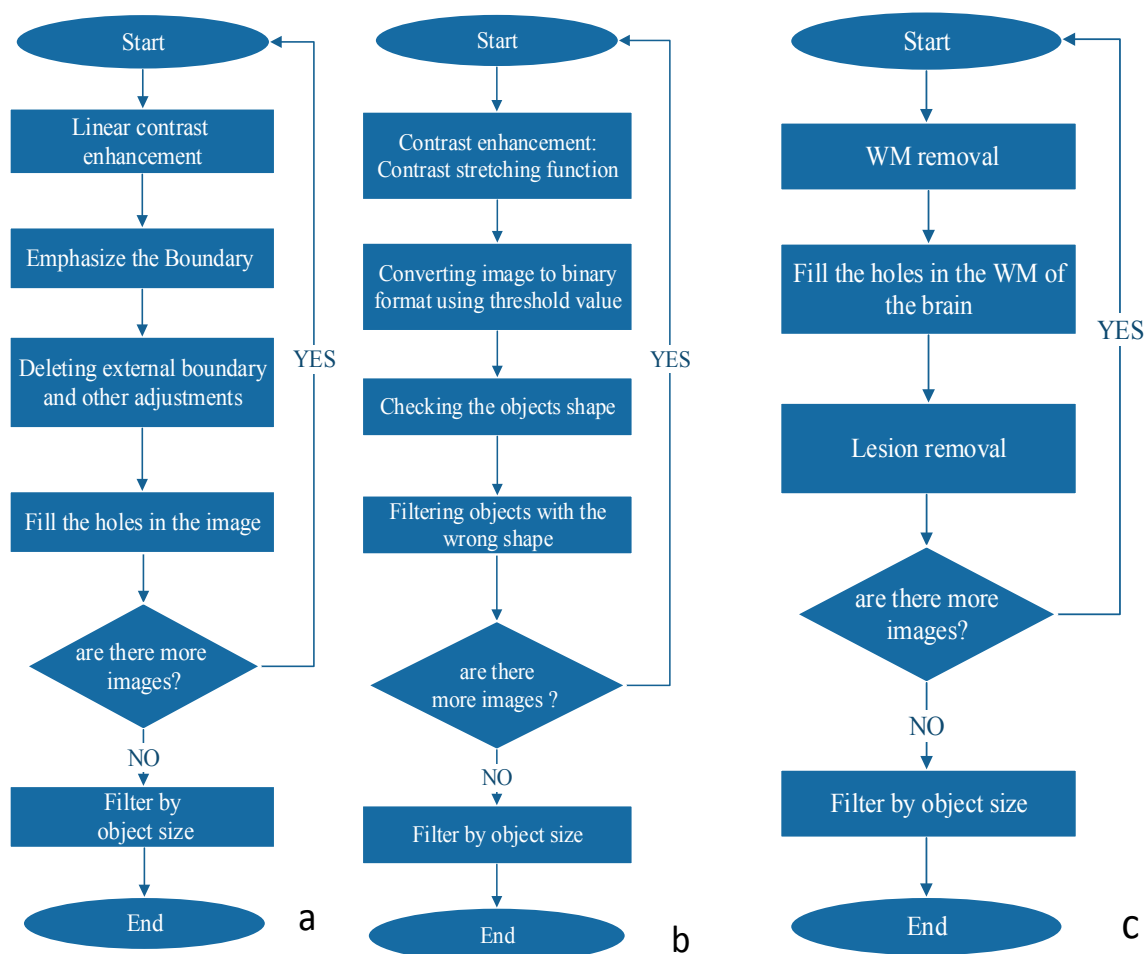 Start
Linear contrast
enhancement
Emphasize the Boundary
Deleting external boundary
and other adjustments
Fill the holes in the image
are there more
images?
YES
NO
Filter by
object size
End
a
Start
Contrast enhancement:
Contrast stretching function
Converting image to binary
format using threshold value
Checking the objects shape
Filtering objects with the
wrong shape
are there
more images ?
YES
NO
Filter by object size
End
b
Start
WM removal
Fill the holes in the WM of
the brain
Lesion removal
are there more
images?
YES
NO
Filter by object size
End
c